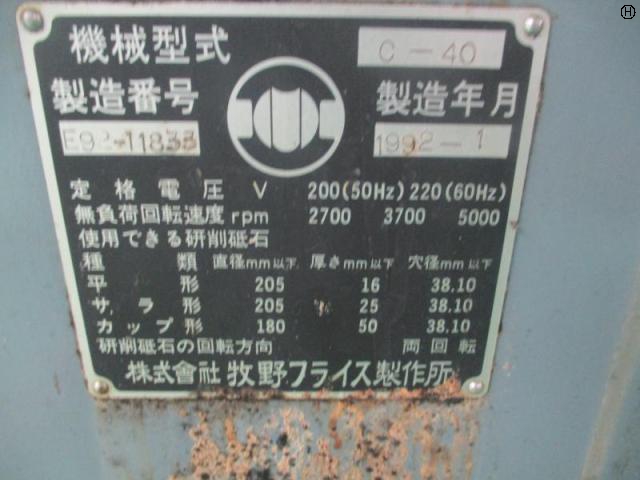 機械型式 C-40
製造番号 E92-11833
製造年月 1992-1
定格電圧 V 200(50Hz) 220(60Hz)
無負荷回転速度 rpm 2700 3700 5000
使用できる研削砥石
種類 直径mm以下 厚さmm以下 穴径mm以下
平形 205 16 38.10
サラ形 205 25 38.10
カップ形 180 50 38.10
研削砥石の回転方向 両回転
株式會社 牧野フライス製作所
H